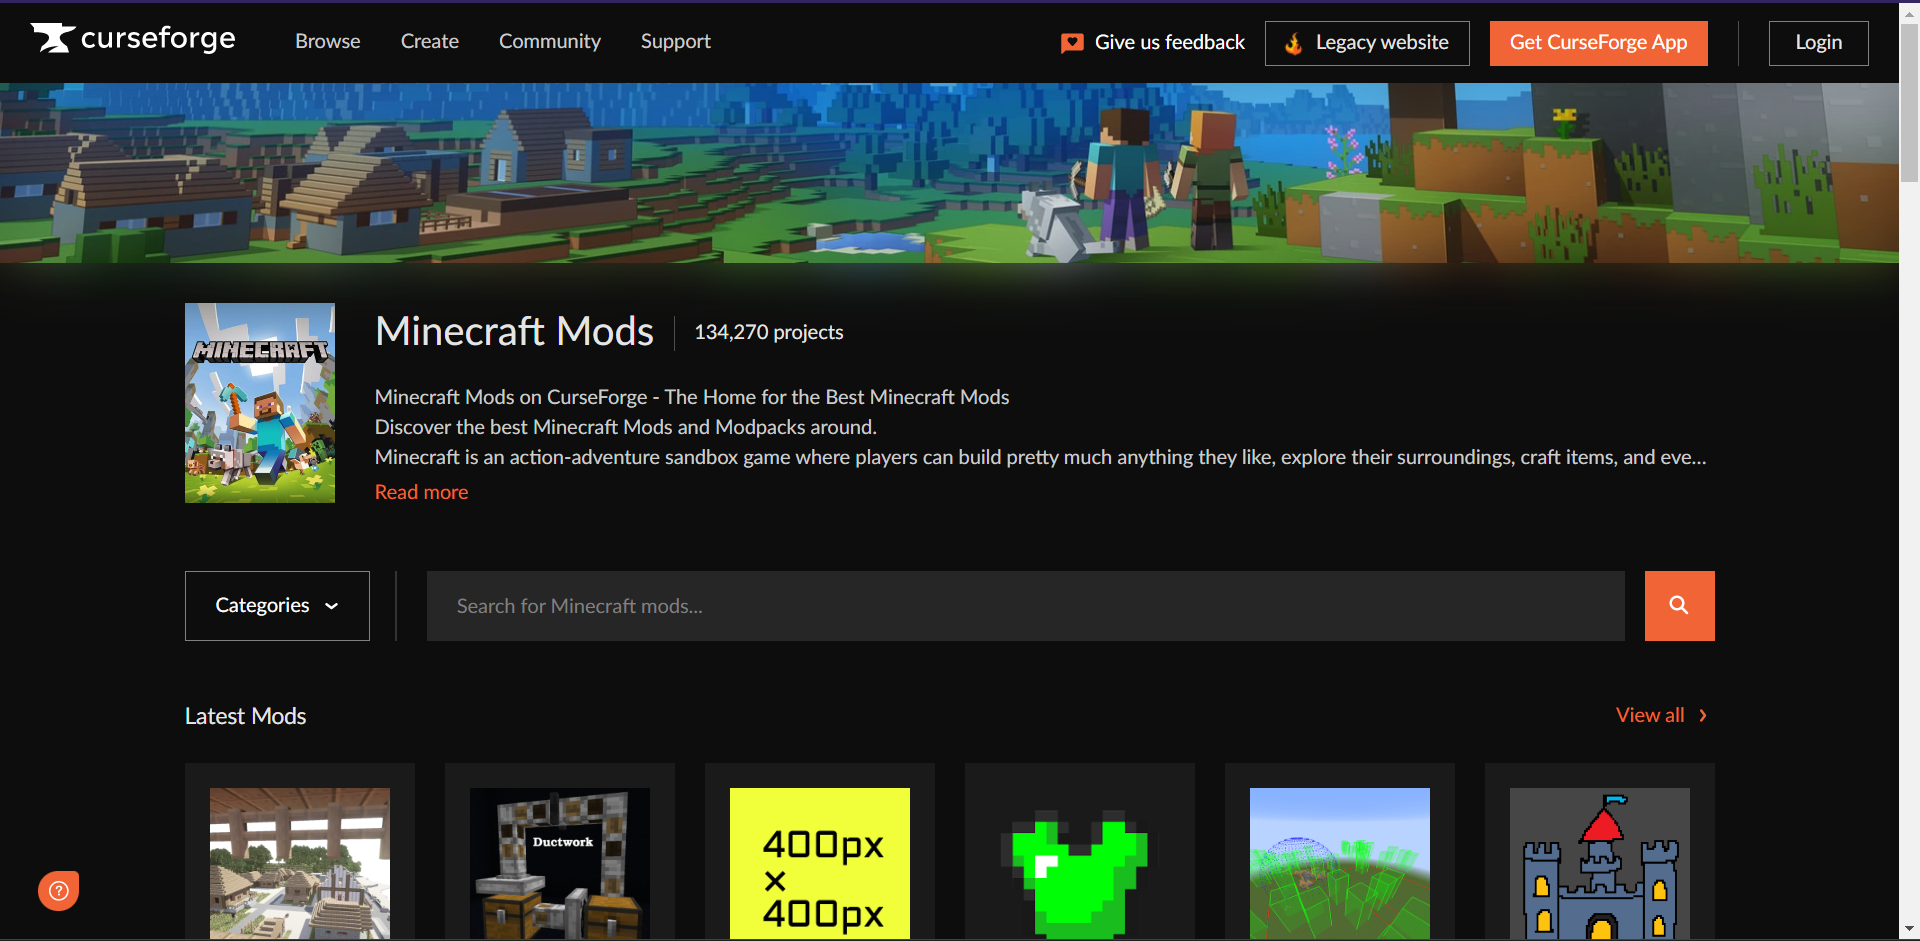 curseforge
Browse
Create
Community
Support
Give us feedback
Legacy website
Get CurseForge App
Login
MINECRAFT
Minecraft Mods
134,270 projects
Minecraft Mods on CurseForge - The Home for the Best Minecraft Mods
Discover the best Minecraft Mods and Modpacks around.
Minecraft is an action-adventure sandbox game where players can build pretty much anything they like, explore their surroundings, craft items, and eve...
Read more
Categories
Search for Minecraft mods...
Latest Mods
View all
Ductwork
400px
×
400px